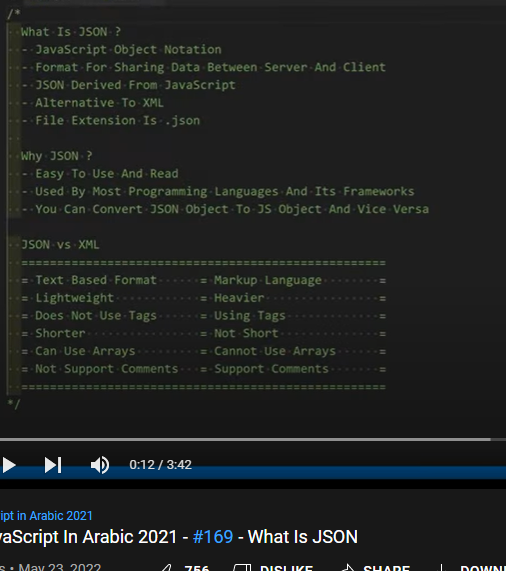 /*
What Is JSON ?
- JavaScript Object Notation
- Format For Sharing Data Between Server And Client
- JSON Derived From JavaScript
- Alternative To XML
- File Extension Is .json
Why JSON ?
- Easy To Use And Read
- Used By Most Programming Languages And Its Frameworks
- You Can Convert JSON Object To JS Object And Vice Versa
JSON vs XML
===================================================
= Text Based Format = Markup Language =
= Lightweight = Heavier =
= Does Not Use Tags = Using Tags =
= Shorter = Not Short =
= Can Use Arrays = Cannot Use Arrays =
= Not Support Comments = Support Comments =
===================================================
*/
0:12 / 3:42
ipt in Arabic 2021
vaScript In Arabic 2021 - #169 - What Is JSON
s • May 23, 2022 756 DISLIKE SHARE DOWN